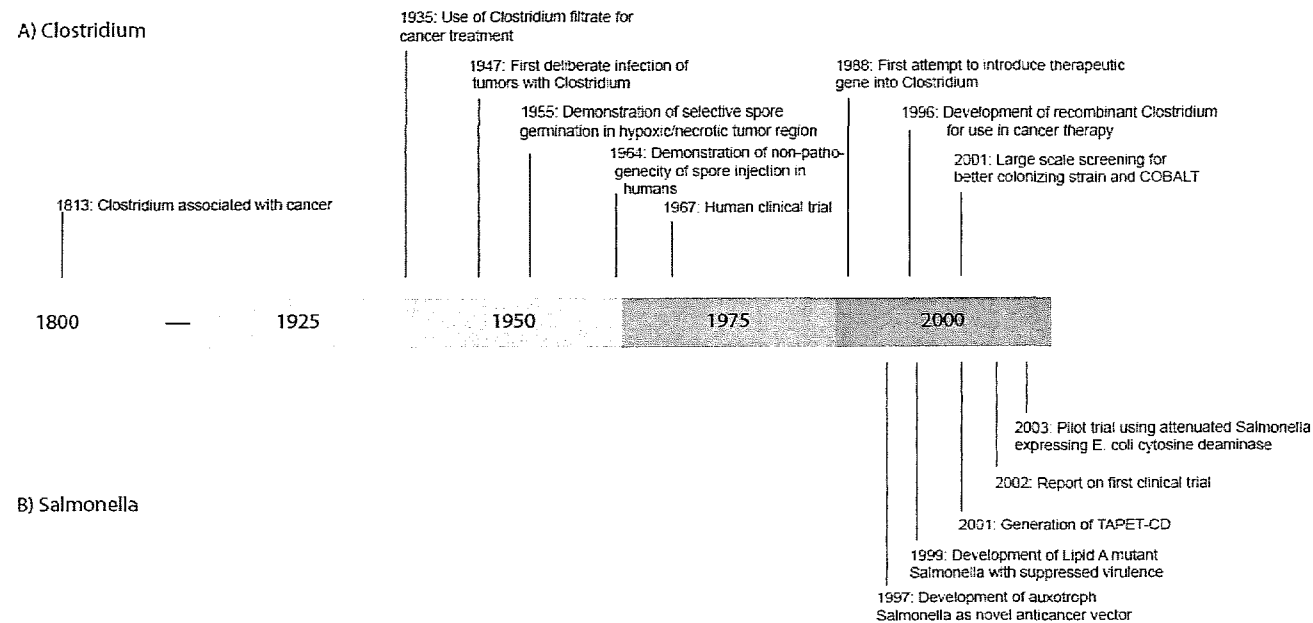 A) Clostridium
1935: Use of Clostridium filtrate for
cancer treatment
1947: First deliberate infection of
tumors with Clostridium
1955: Demonstration of selective spore
germination in hypoxic/necrotic tumor region
1964: Demonstration of non-patho-
genecity of spore injection in
humans
1967: Human clinical trial
1813: Clostridium associated with cancer
1988: First attempt to introduce therapeutic
gene into Clostridium
1996: Development of recombinant Clostridium
for use in cancer therapy
2001: Large scale screening for
better colonizing strain and COBALT
1800 — 1925 1950 1975 2000
2003: Pilot trial using attenuated Salmonella
expressing E. coli cytosine deaminase
2002: Report on first clinical trial
B) Salmonella
2001: Generation of TAPET-CD
1999: Development of Lipid A mutant
Salmonella with suppressed virulence
1997: Development of auxotroph
Salmonella as novel anticancer vector